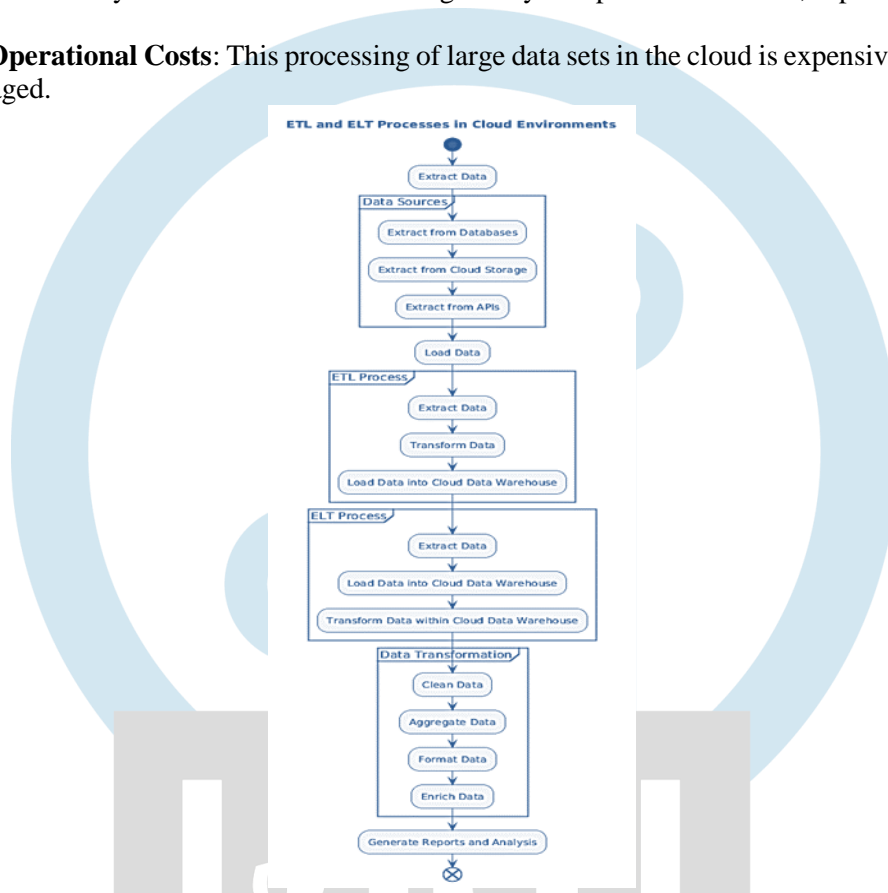 Operational Costs: This processing of large data sets in the cloud is expensiv
aged.
ETL and ELT Processes in Cloud Environments
Extract Data
Data Sources
Extract from Databases
Extract from Cloud Storage
Extract from APIs
Load Data
ETL Process
Extract Data
Transform Data
Load Data into Cloud Data Warehouse
ELT Process
Extract Data
Load Data into Cloud Data Warehouse
Transform Data within Cloud Data Warehouse
Data Transformation
Clean Data
Aggregate Data
Format Data
Enrich Data
Generate Reports and Analysis